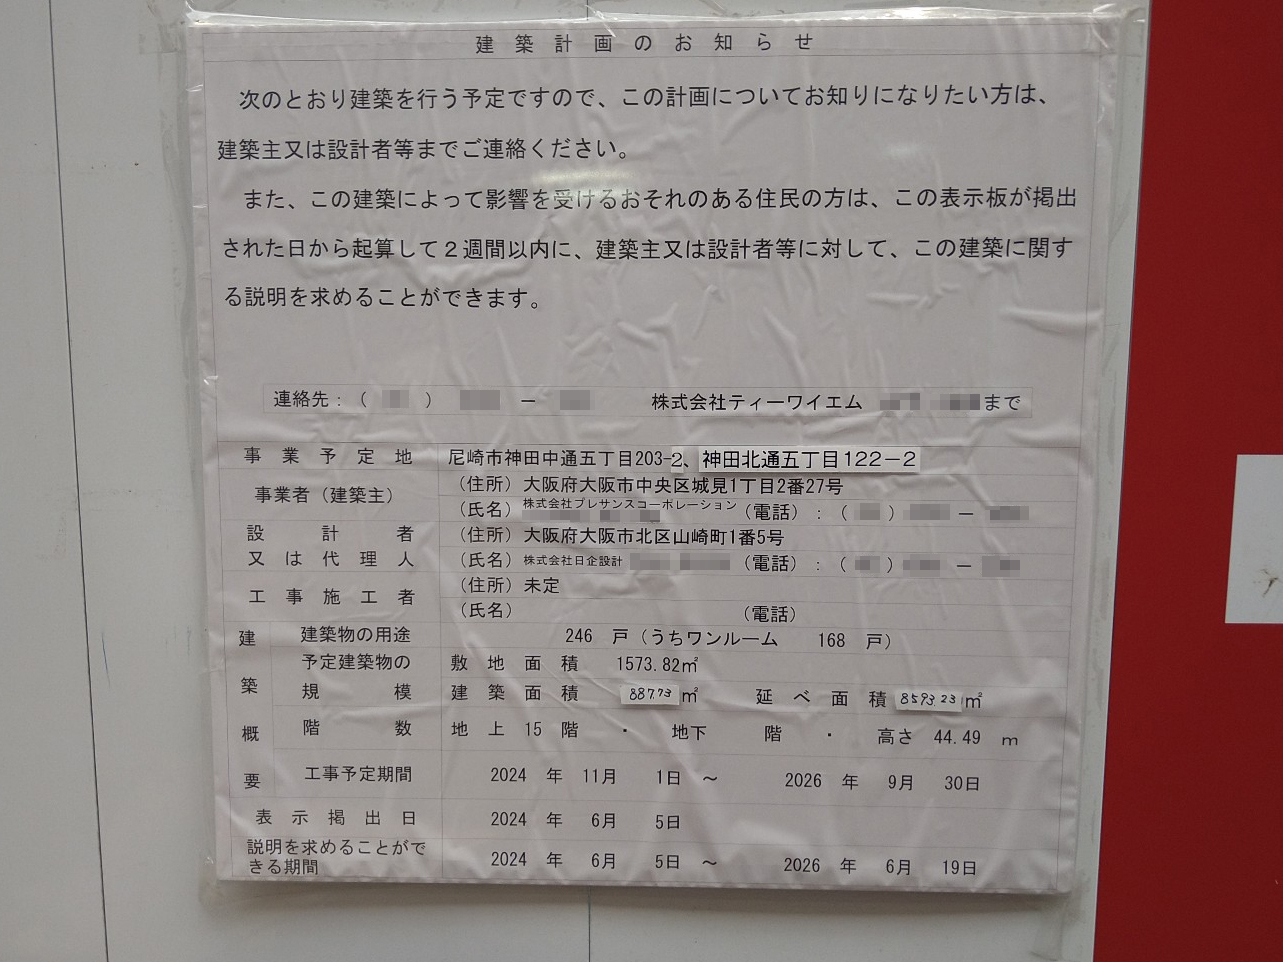 建築計画のお知らせ
次のとおり建築を行う予定ですので、この計画についてお知りになりたい方は、
建築主又は設計者等までご連絡ください。
また、この建築によって影響を受けるおそれのある住民の方は、この表示板が掲出
された日から起算して2週間以内に、建築主又は設計者等に対して、この建築に関す
る説明を求めることができます。
連絡先:( ) － 株式会社ティーワイエム まで
事業予定地 尼崎市神田中通五丁目203-2、神田北通五丁目122－2
事業者(建築主) (住所) 大阪府大阪市中央区城見1丁目2番27号
(氏名) 株式会社プレサンスコーポレーション (電話):( ) －
設計者 (住所) 大阪府大阪市北区山崎町1番5号
又は代理人 (氏名) 株式会社日企設計 (電話):( ) －
工事施工者 (住所) 未定
(氏名) (電話)
建築概要 建築物の用途 246 戸(うちワンルーム 168 戸)
予定建築物の規模 敷地面積 1573.82㎡
建築面積 887.73㎡ 延べ面積 8593.23㎡
階数 地上 15 階 ・ 地下 階 ・ 高さ 44.49 m
工事予定期間 2024 年 11月 1日 ～ 2026 年 9月 30日
表示掲出日 2024 年 6月 5日
説明を求めることがで
きる期間 2024 年 6月 5日 ～ 2026 年 6月 19日